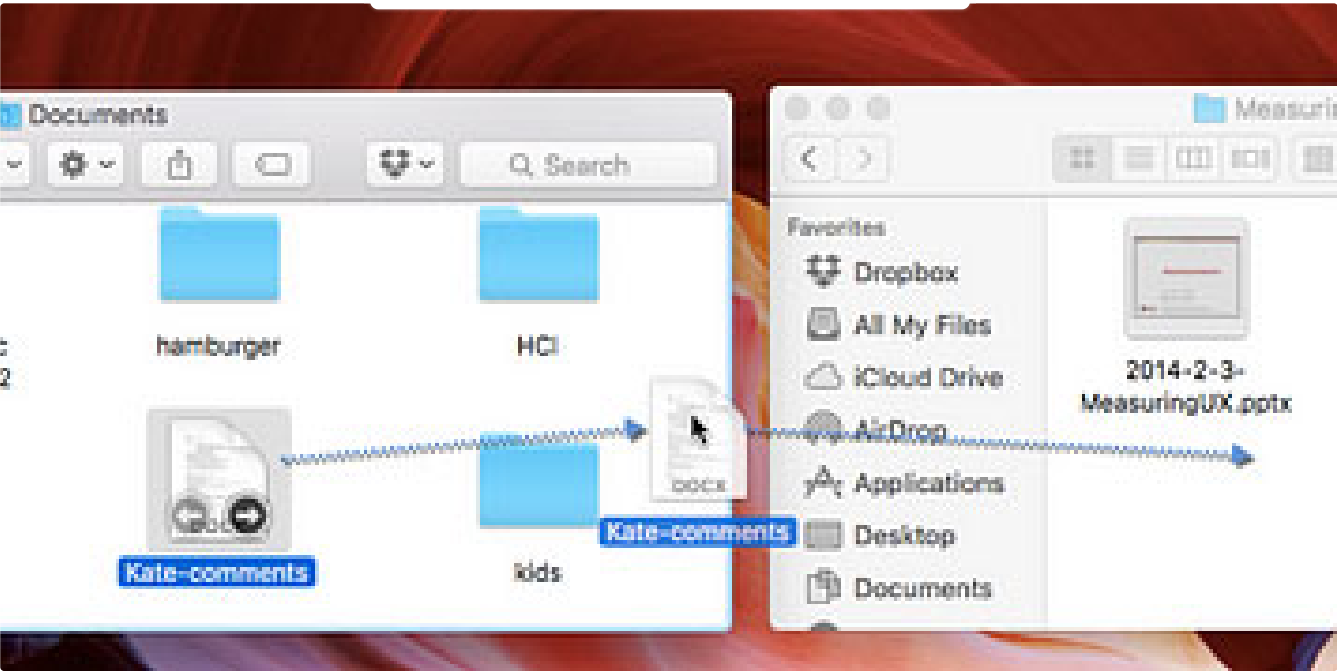 Documents
Search
hamburger
HCI
c
2
Kate-comments
kids
DOCX
Kate-comments
Favorites
Dropbox
All My Files
iCloud Drive
AirDrop
Applications
Desktop
Documents
2014-2-3-
MeasuringUX.pptx